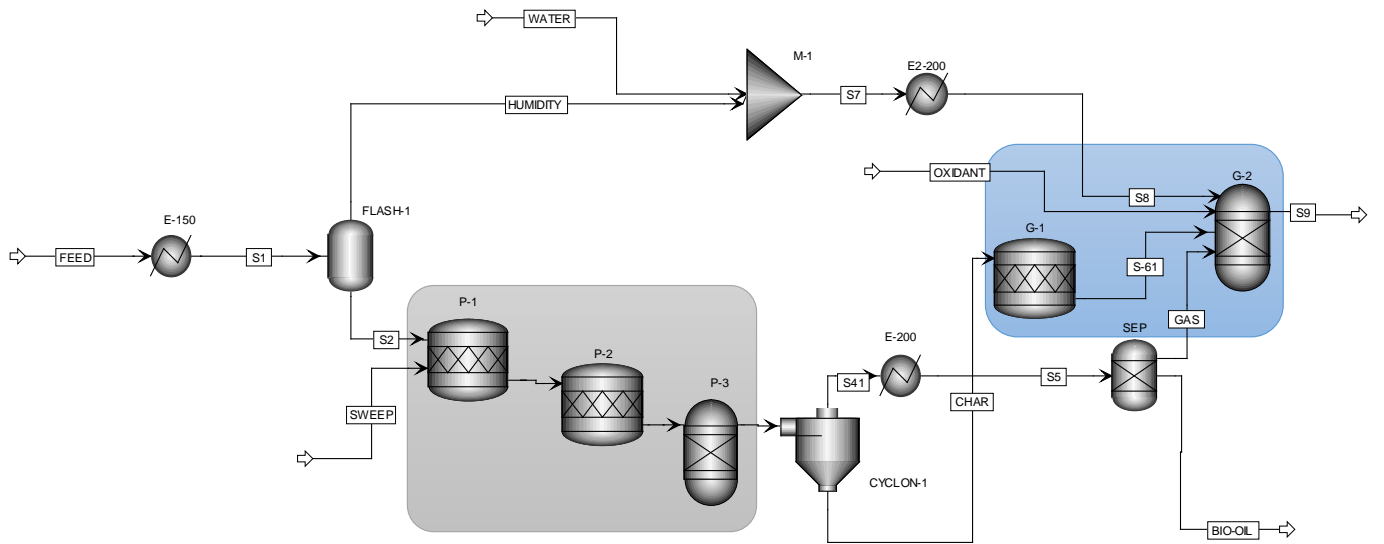 WATER
M-1
E2-200
S7
HUMIDITY
OXIDANT
G-2
S8
S9
FLASH-1
E-150
G-1
FEED
S1
S-61
P-1
GAS
SEP
S2
P-2
E-200
P-3
S41
S5
CHAR
SWEEP
CYCLON-1
BIO-OIL